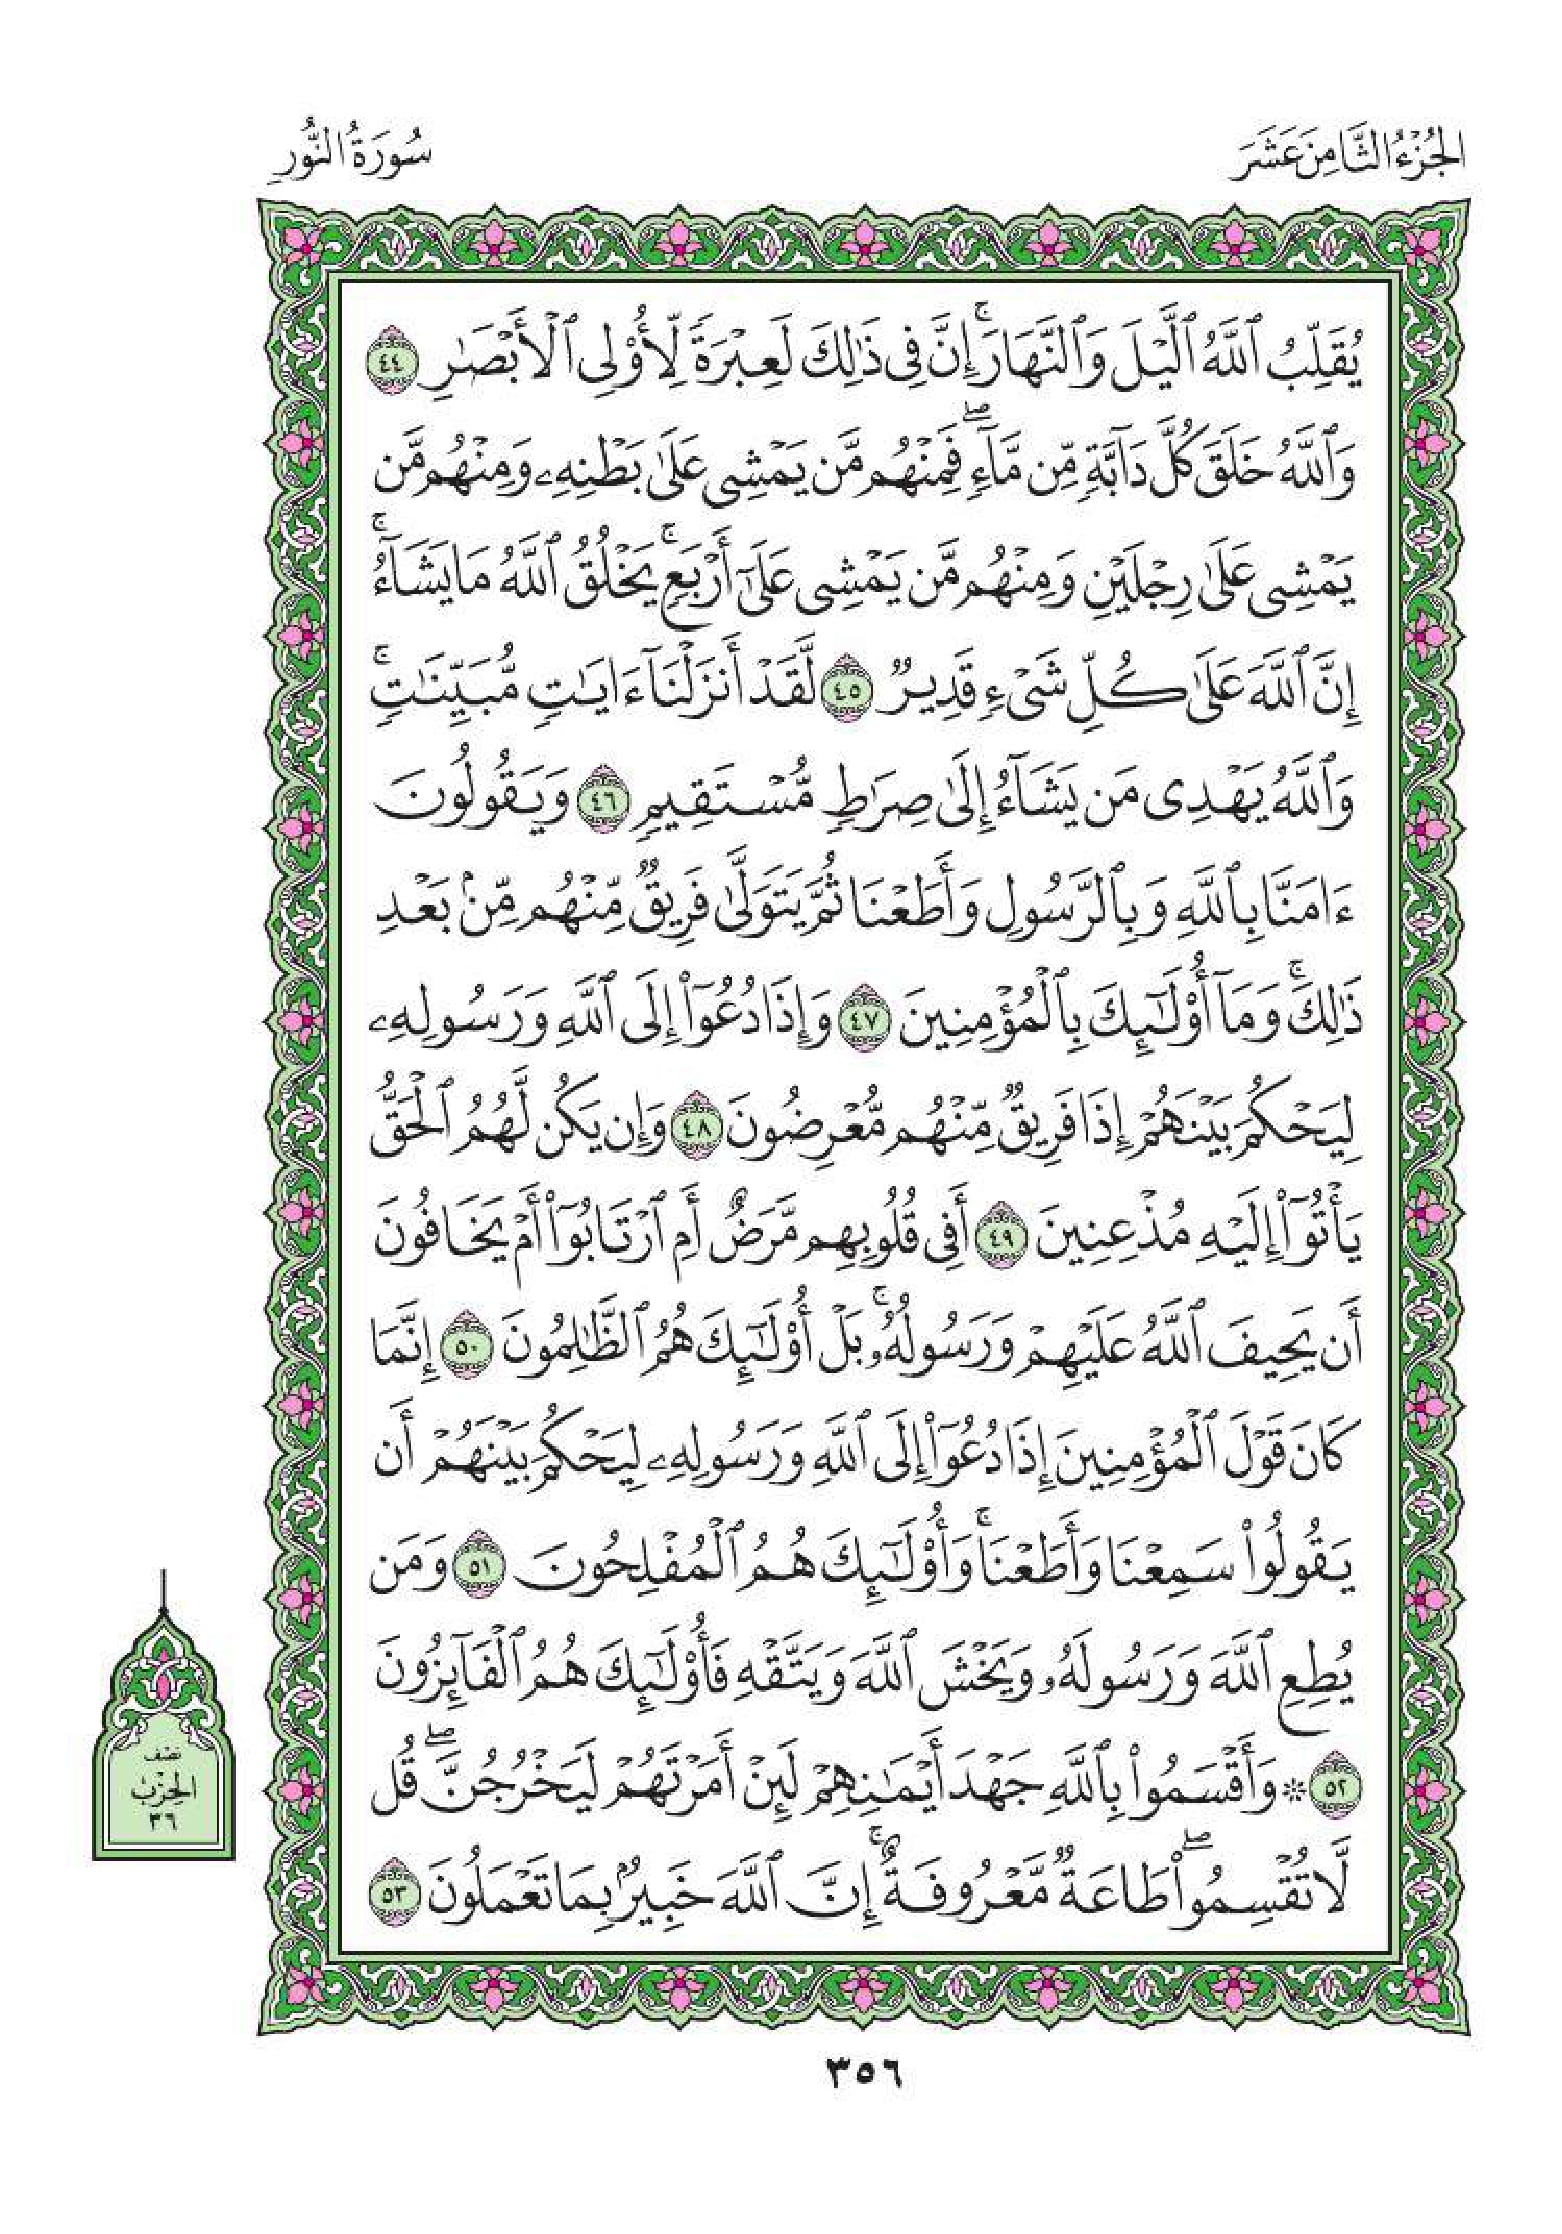 الجُزْءُ الثَّامِنَ عَشَرَ
سُورَةُ النُّورِ
يُقَلِّبُ ٱللَّهُ ٱلَّيْلَ وَٱلنَّهَارَۚ إِنَّ فِى ذَٰلِكَ لَعِبْرَةً لِّأُو۟لِى ٱلْأَبْصَٰرِ ٤٤
وَٱللَّهُ خَلَقَ كُلَّ دَآبَّةٍ مِّن مَّآءٍۖ فَمِنْهُم مَّن يَمْشِى عَلَىٰ بَطْنِهِۦ وَمِنْهُم مَّن
يَمْشِى عَلَىٰ رِجْلَيْنِ وَمِنْهُم مَّن يَمْشِى عَلَىٰٓ أَرْبَعٍۚ يَخْلُقُ ٱللَّهُ مَا يَشَآءُۚ
إِنَّ ٱللَّهَ عَلَىٰ كُلِّ شَىْءٍ قَدِيرٌ ٤٥ لَّقَدْ أَنزَلْنَآ ءَايَٰتٍ مُّبَيِّنَٰتٍۚ
وَٱللَّهُ يَهْدِى مَن يَشَآءُ إِلَىٰ صِرَٰطٍ مُّسْتَقِيمٍ ٤٦ وَيَقُولُونَ
ءَامَنَّا بِٱللَّهِ وَبِٱلرَّسُولِ وَأَطَعْنَا ثُمَّ يَتَوَلَّىٰ فَرِيقٌ مِّنْهُم مِّنۢ بَعْدِ
ذَٰلِكَۚ وَمَآ أُو۟لَٰٓئِكَ بِٱلْمُؤْمِنِينَ ٤٧ وَإِذَا دُعُوٓا۟ إِلَى ٱللَّهِ وَرَسُولِهِۦ
لِيَحْكُمَ بَيْنَهُمْ إِذَا فَرِيقٌ مِّنْهُم مُّعْرِضُونَ ٤٨ وَإِن يَكُن لَّهُمُ ٱلْحَقُّ
يَأْتُوٓا۟ إِلَيْهِ مُذْعِنِينَ ٤٩ أَفِى قُلُوبِهِم مَّرَضٌ أَمِ ٱرْتَابُوٓا۟ أَمْ يَخَافُونَ
أَن يَحِيفَ ٱللَّهُ عَلَيْهِمْ وَرَسُولُهُۥۚ بَلْ أُو۟لَٰٓئِكَ هُمُ ٱلظَّٰلِمُونَ ٥٠ إِنَّمَا
كَانَ قَوْلَ ٱلْمُؤْمِنِينَ إِذَا دُعُوٓا۟ إِلَى ٱللَّهِ وَرَسُولِهِۦ لِيَحْكُمَ بَيْنَهُمْ أَن
يَقُولُوا۟ سَمِعْنَا وَأَطَعْنَاۚ وَأُو۟لَٰٓئِكَ هُمُ ٱلْمُفْلِحُونَ ٥١ وَمَن
يُطِعِ ٱللَّهَ وَرَسُولَهُۥ وَيَخْشَ ٱللَّهَ وَيَتَّقْهِ فَأُو۟لَٰٓئِكَ هُمُ ٱلْفَآئِزُونَ
٥٢ ۞ وَأَقْسَمُوا۟ بِٱللَّهِ جَهْدَ أَيْمَٰنِهِمْ لَئِنْ أَمَرْتَهُمْ لَيَخْرُجُنَّۖ قُل
لَّا تُقْسِمُوا۟ۖ طَاعَةٌ مَّعْرُوفَةٌۚ إِنَّ ٱللَّهَ خَبِيرٌۢ بِمَا تَعْمَلُونَ ٥٣
نصف
الحِزْبُ
٣٦
٣٥٦